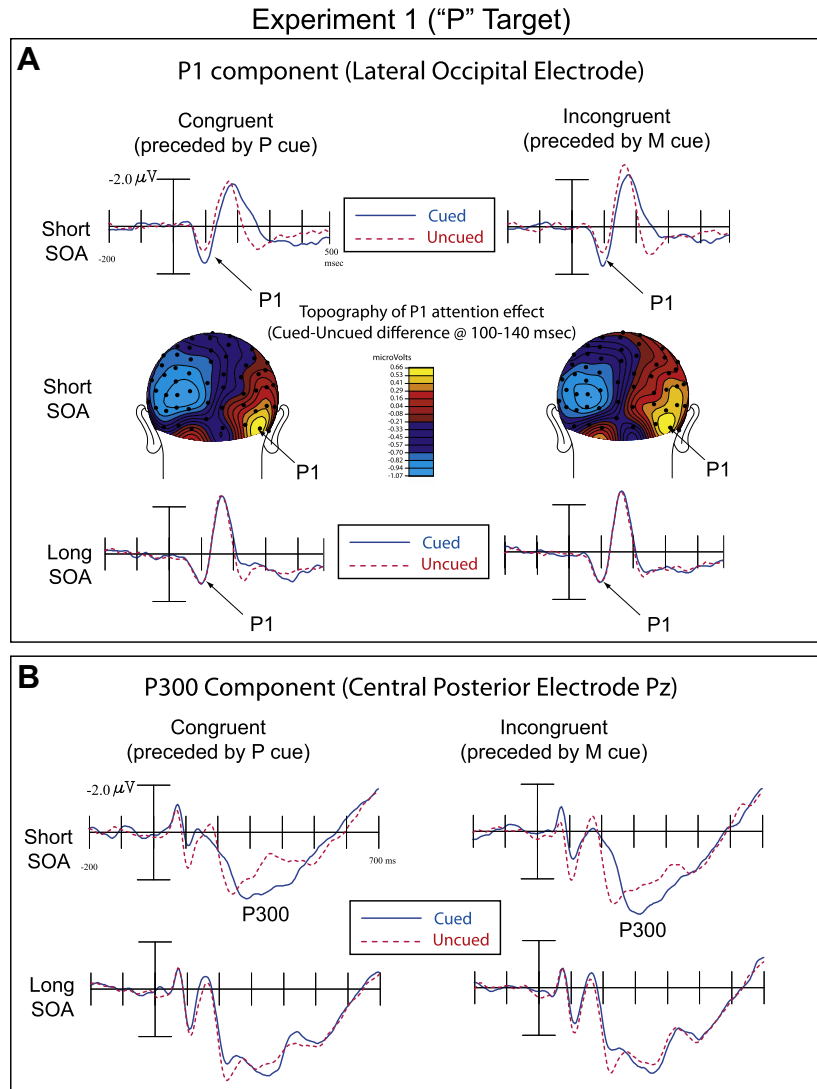 Experiment 1 (“P” Target)
A
P1 component (Lateral Occipital Electrode)
Congruent
(preceded by P cue)
Incongruent
(preceded by M cue)
-2.0 μV
Short
SOA
-200
500
msec
Cued
Uncued
P1
P1
Topography of P1 attention effect
(Cued-Uncued difference @ 100-140 msec)
Short
SOA
microVolts
0.66
0.53
0.41
0.29
0.16
0.04
-0.08
-0.21
-0.33
-0.45
-0.57
-0.70
-0.82
-0.94
-1.07
P1
P1
Long
SOA
Cued
Uncued
P1
P1
B
P300 Component (Central Posterior Electrode Pz)
Congruent
(preceded by P cue)
Incongruent
(preceded by M cue)
-2.0 μV
Short
SOA
-200
700 ms
P300
P300
Cued
Uncued
Long
SOA